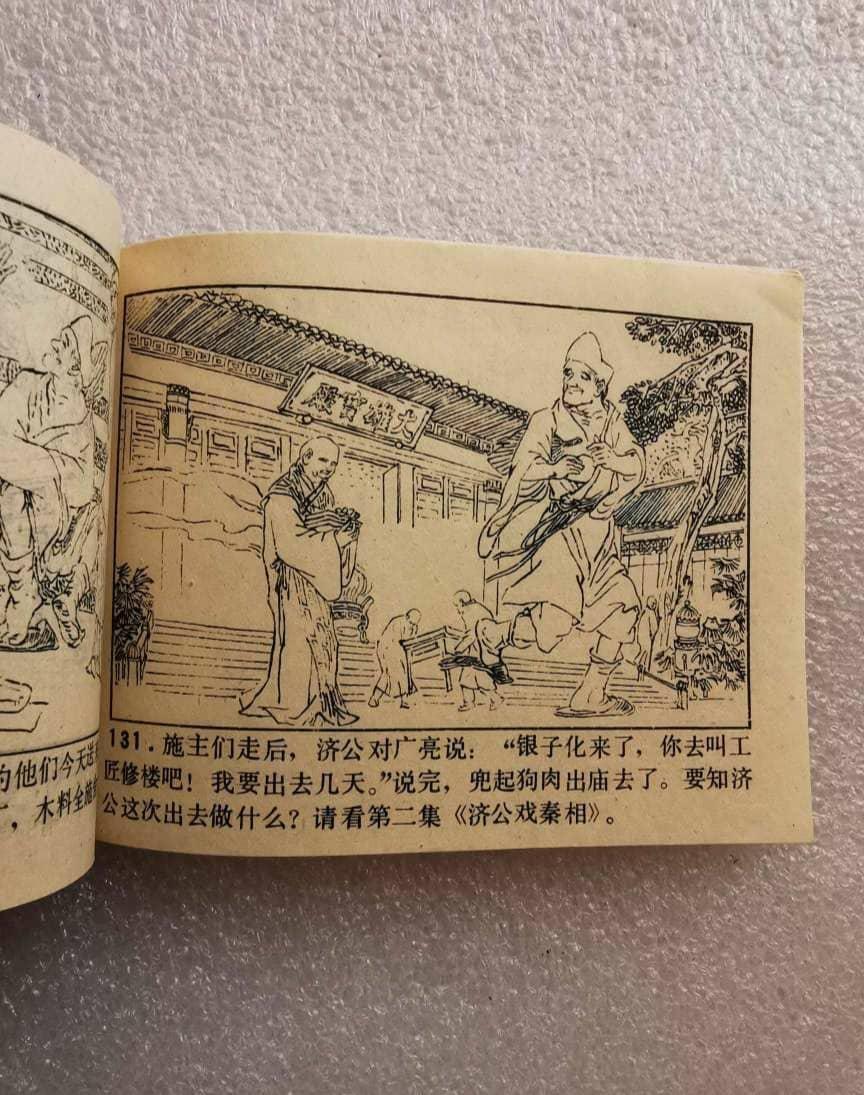 大雄宝殿
131.施主们走后，济公对广亮说：“银子化来了，你去叫工
匠修楼吧！我要出去几天。”说完，兜起狗肉出庙去了。要知济
公这次出去做什么？请看第二集《济公戏秦相》。
他们今天送
，木料全施